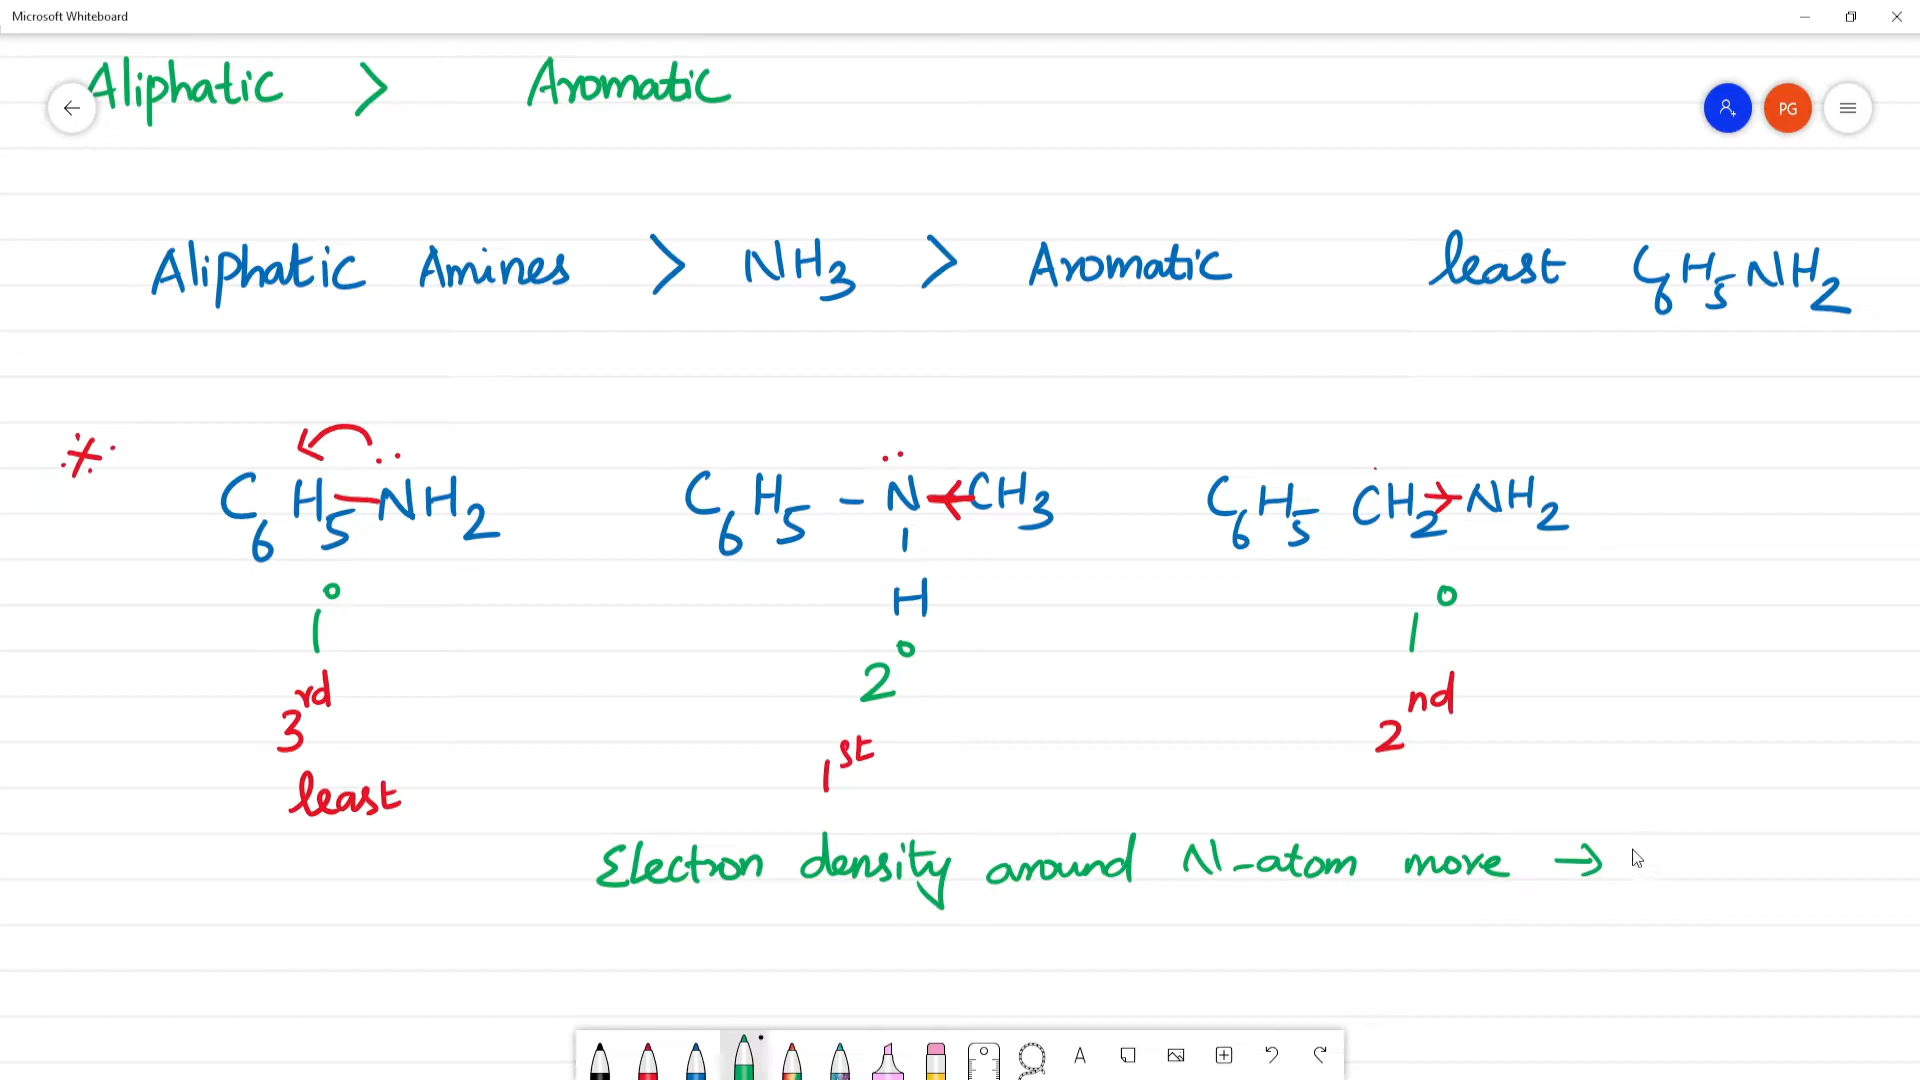 Microsoft Whiteboard
Aliphatic > Aromatic
PG
Aliphatic Amines > NH3 > Aromatic least C6H5NH2
C6H5-NH2 C6H5-N-CH3 C6H5 CH2-NH2
H
1° 2° 1°
3rd 1st 2nd
least
Electron density around N-atom more →
A